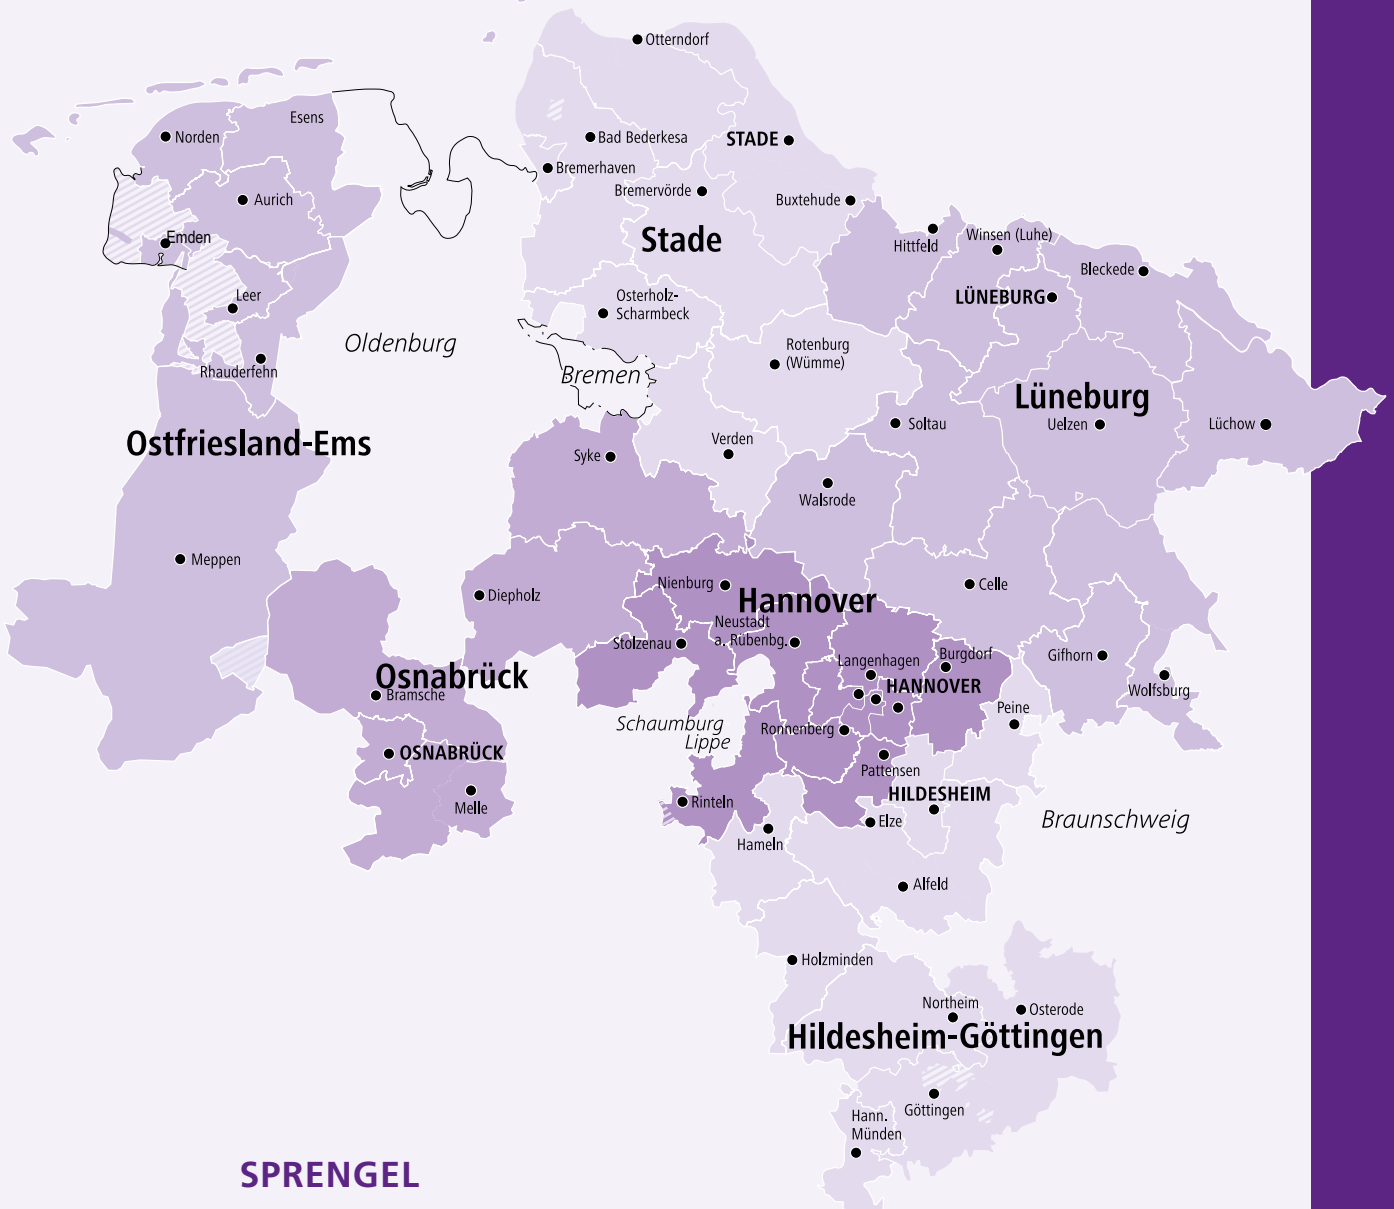 Otterndorf
Esens
Norden
Bad Bederkesa
STADE
Bremerhaven
Bremervörde
Buxtehude
Aurich
Emden
Stade
Hittfeld
Winsen (Luhe)
Bleckede
Leer
Osterholz-
Scharmbeck
LÜNEBURG
Oldenburg
Rotenburg
(Wümme)
Rhauderfehn
Bremen
Lüneburg
Ostfriesland-Ems
Soltau
Uelzen
Lüchow
Verden
Syke
Walsrode
Meppen
Diepholz
Nienburg
Celle
Hannover
Neustadt
a. Rübenbg.
Stolzenau
Langenhagen
Burgdorf
Gifhorn
Osnabrück
Bramsche
HANNOVER
Wolfsburg
Peine
Schaumburg
Lippe
Ronnenberg
OSNABRÜCK
Pattensen
HILDESHEIM
Melle
Rinteln
Elze
Braunschweig
Hameln
Alfeld
Holzminden
Northeim
Osterode
Hildesheim-Göttingen
Göttingen
Hann.
Münden
SPRENGEL